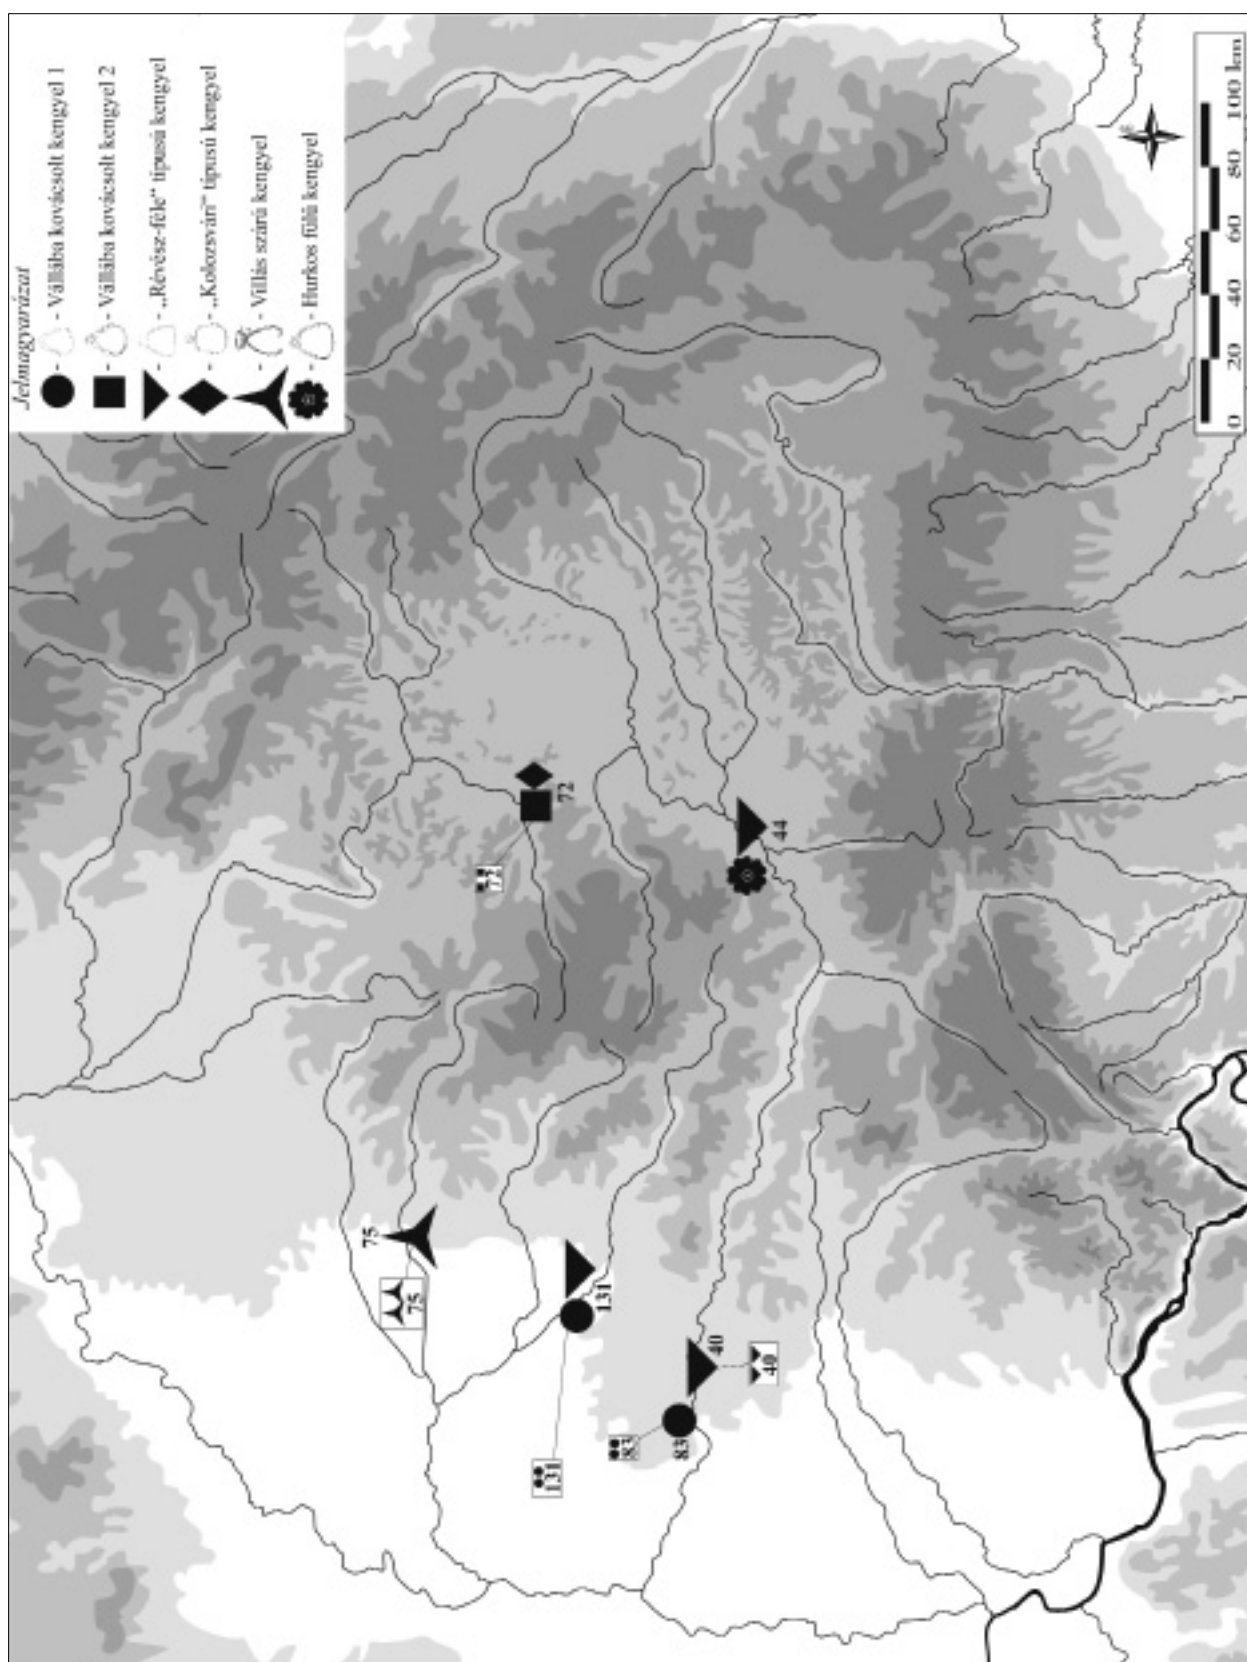 Jelmagyarázat
- Vállába kovácsolt kengyel 1
- Vállába kovácsolt kengyel 2
- „Révész-féle“ típusú kengyel
- „Kolozsvári“ típusú kengyel
- Villás szárú kengyel
- Hurkos fülű kengyel
72
72
44
75
75
131
131
40
40
83
83
0 20 40 60 80 100 km